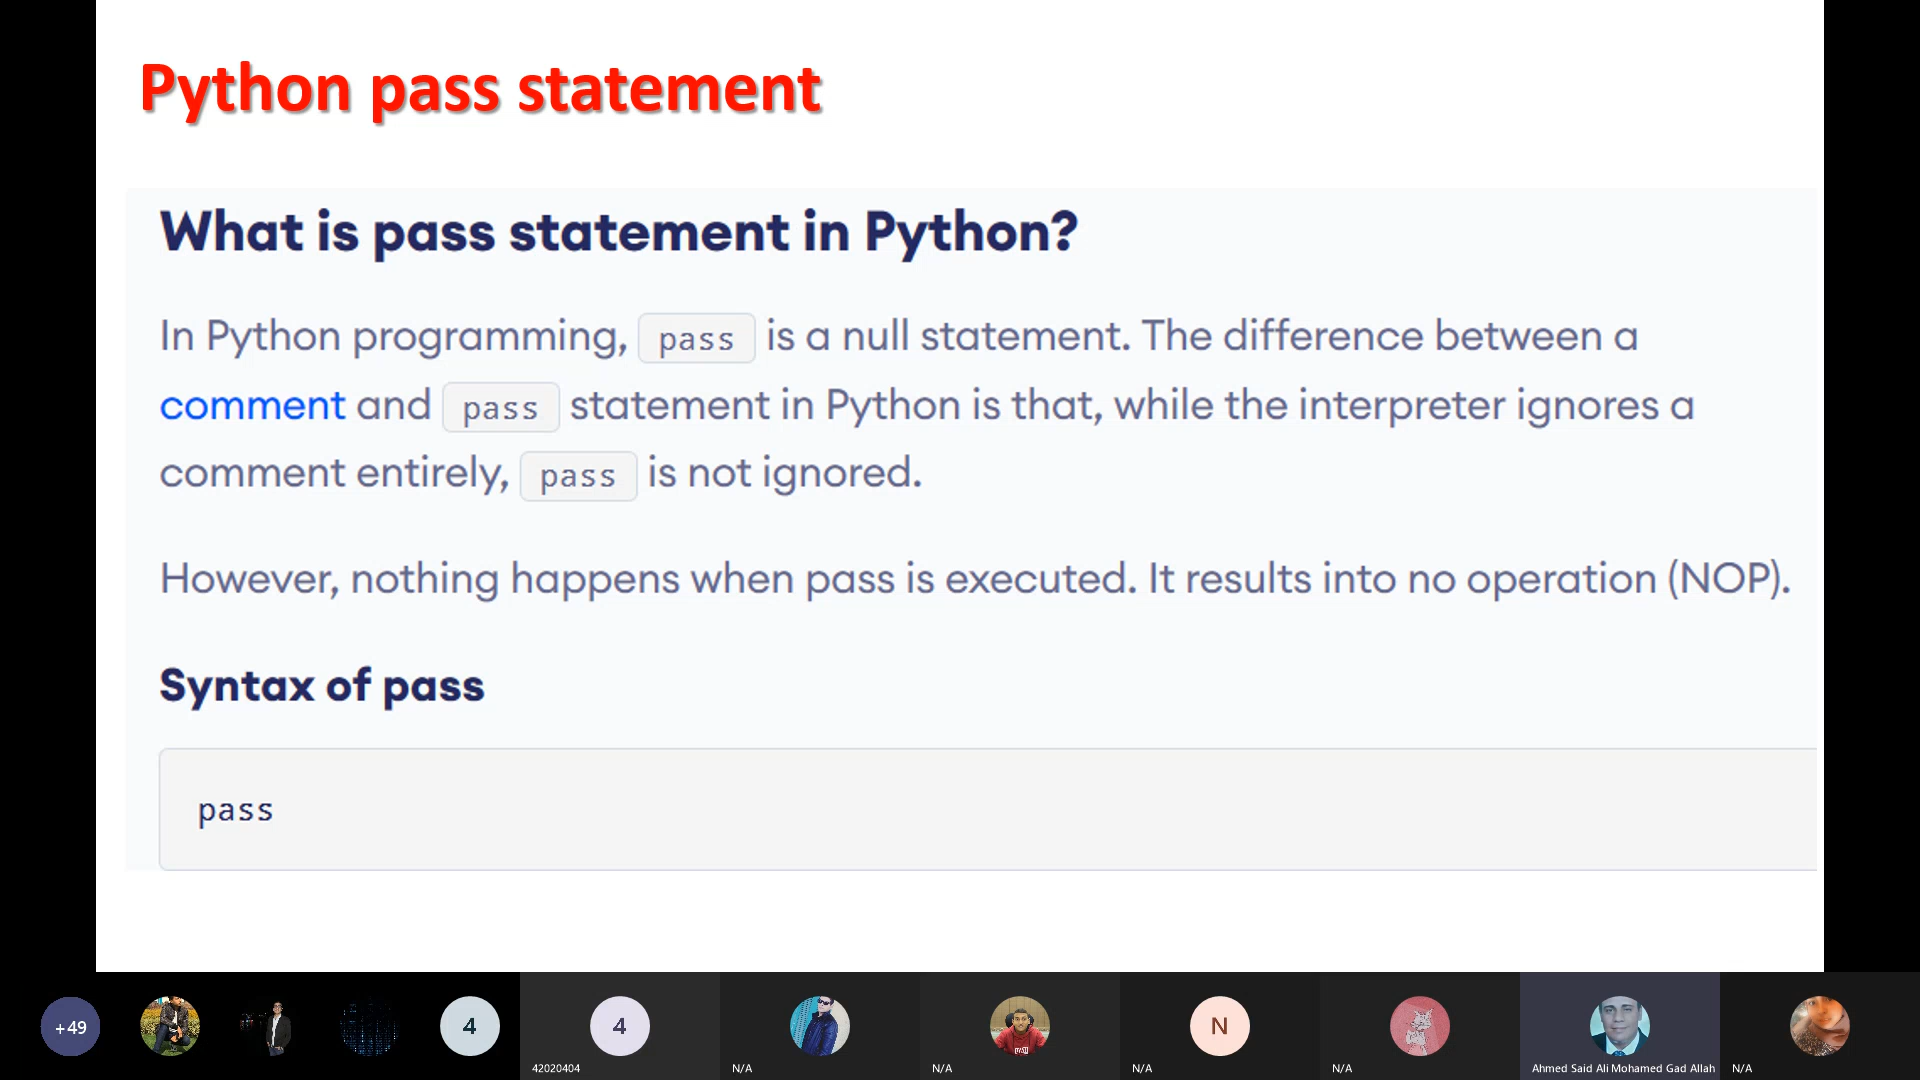 Python pass statement
What is pass statement in Python?
In Python programming, pass is a null statement. The difference between a
comment and pass statement in Python is that, while the interpreter ignores a
comment entirely, pass is not ignored.
However, nothing happens when pass is executed. It results into no operation (NOP).
Syntax of pass
pass
+49
4
4
N
42020404
N/A
N/A
N/A
N/A
Ahmed Said Ali Mohamed Gad Allah
N/A